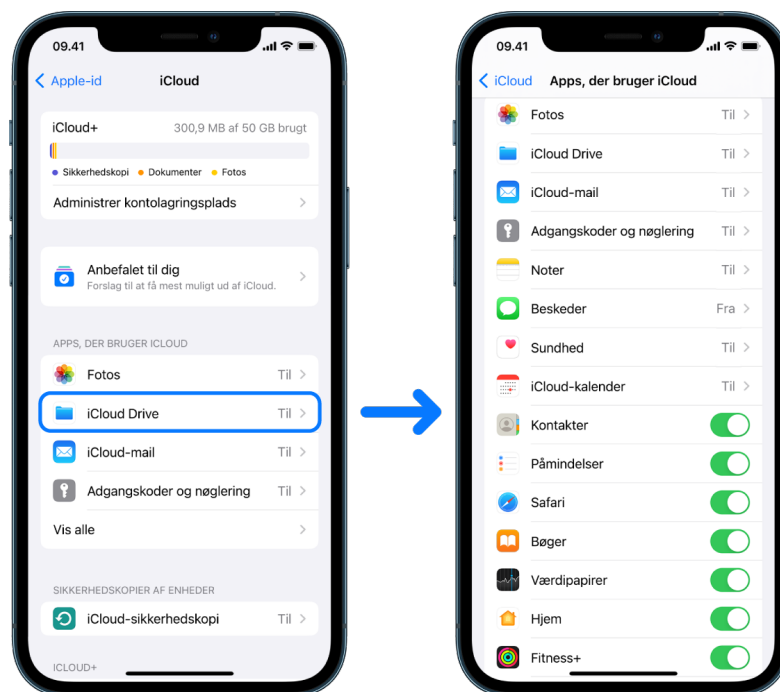 09.41
Apple-id
iCloud
iCloud+
300,9 MB af 50 GB brugt
Sikkerhedskopi
Dokumenter
Fotos
Administrer kontolagringsplads
Anbefalet til dig
Forslag til at få mest muligt ud af iCloud.
APPS, DER BRUGER ICLOUD
Fotos Til
iCloud Drive Til
iCloud-mail Til
Adgangskoder og nøglering Til
Vis alle
SIKKERHEDSKOPIER AF ENHEDER
iCloud-sikkerhedskopi Til
ICLOUD+
09.41
iCloud
Apps, der bruger iCloud
Fotos Til
iCloud Drive Til
iCloud-mail Til
Adgangskoder og nøglering Til
Noter Til
Beskeder Fra
Sundhed Til
iCloud-kalender Til
Kontakter
Påmindelser
Safari
Bøger
Værdipapirer
Hjem
Fitness+